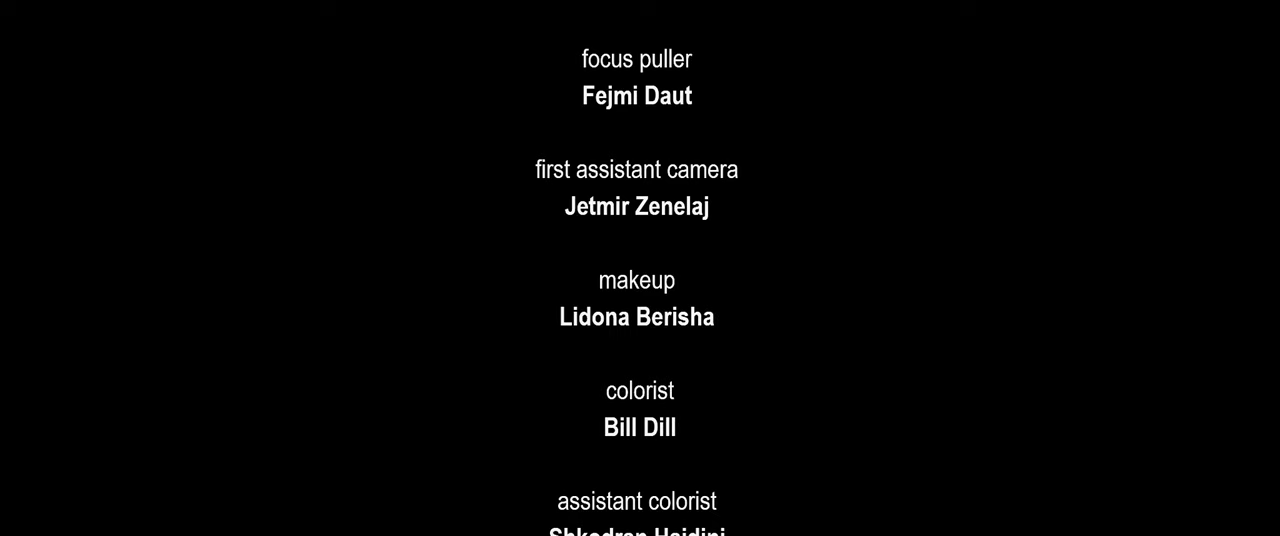 focus puller
Fejmi Daut
first assistant camera
Jetmir Zenelaj
makeup
Lidona Berisha
colorist
Bill Dill
assistant colorist